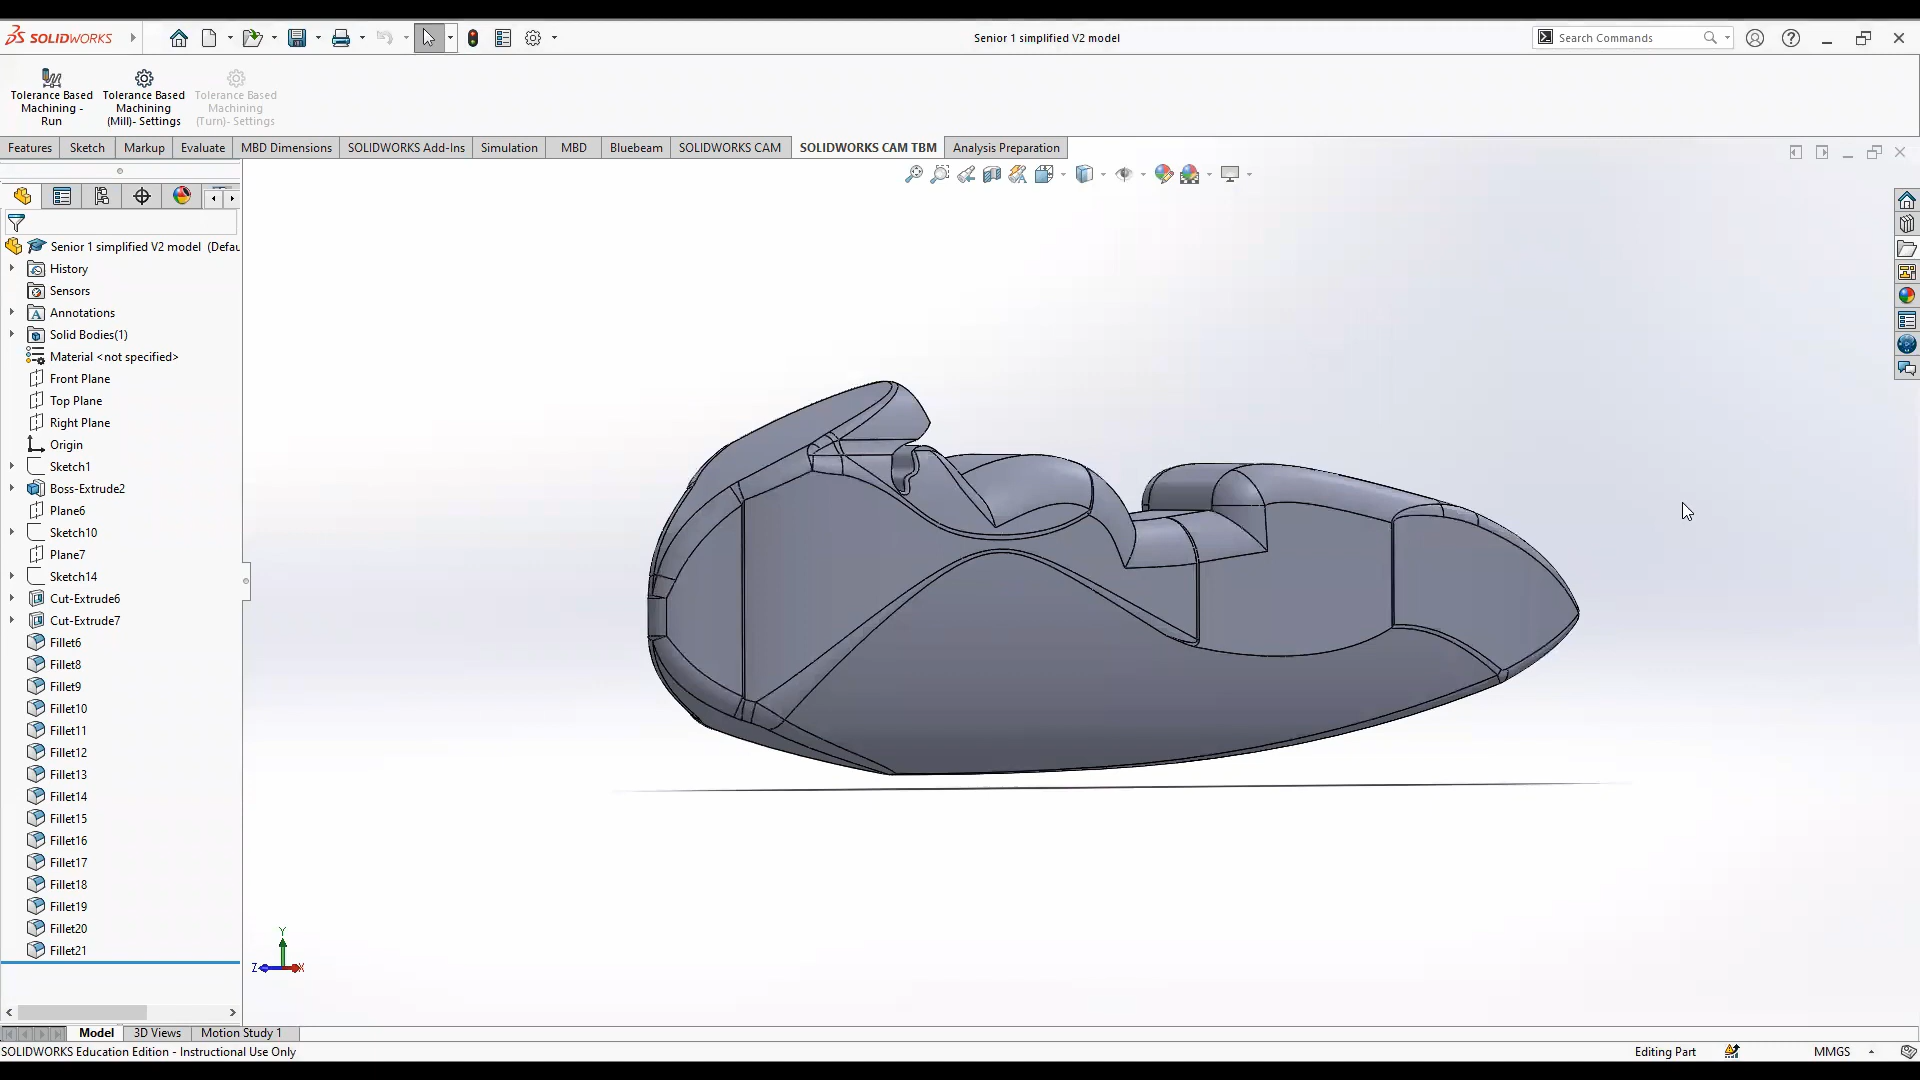 SOLIDWORKS
Senior 1 simplified V2 model
Search Commands
Tolerance Based Machining - Run
Tolerance Based Machining (Mill)- Settings
Tolerance Based Machining (Turn)- Settings
Features
Sketch
Markup
Evaluate
MBD Dimensions
SOLIDWORKS Add-Ins
Simulation
MBD
Bluebeam
SOLIDWORKS CAM
SOLIDWORKS CAM TBM
Analysis Preparation
Senior 1 simplified V2 model (Defau
History
Sensors
Annotations
Solid Bodies(1)
Material <not specified>
Front Plane
Top Plane
Right Plane
Origin
Sketch1
Boss-Extrude2
Plane6
Sketch10
Plane7
Sketch14
Cut-Extrude6
Cut-Extrude7
Fillet6
Fillet8
Fillet9
Fillet10
Fillet11
Fillet12
Fillet13
Fillet14
Fillet15
Fillet16
Fillet17
Fillet18
Fillet19
Fillet20
Fillet21
Y
Z
X
Model
3D Views
Motion Study 1
SOLIDWORKS Education Edition - Instructional Use Only
Editing Part
MMGS